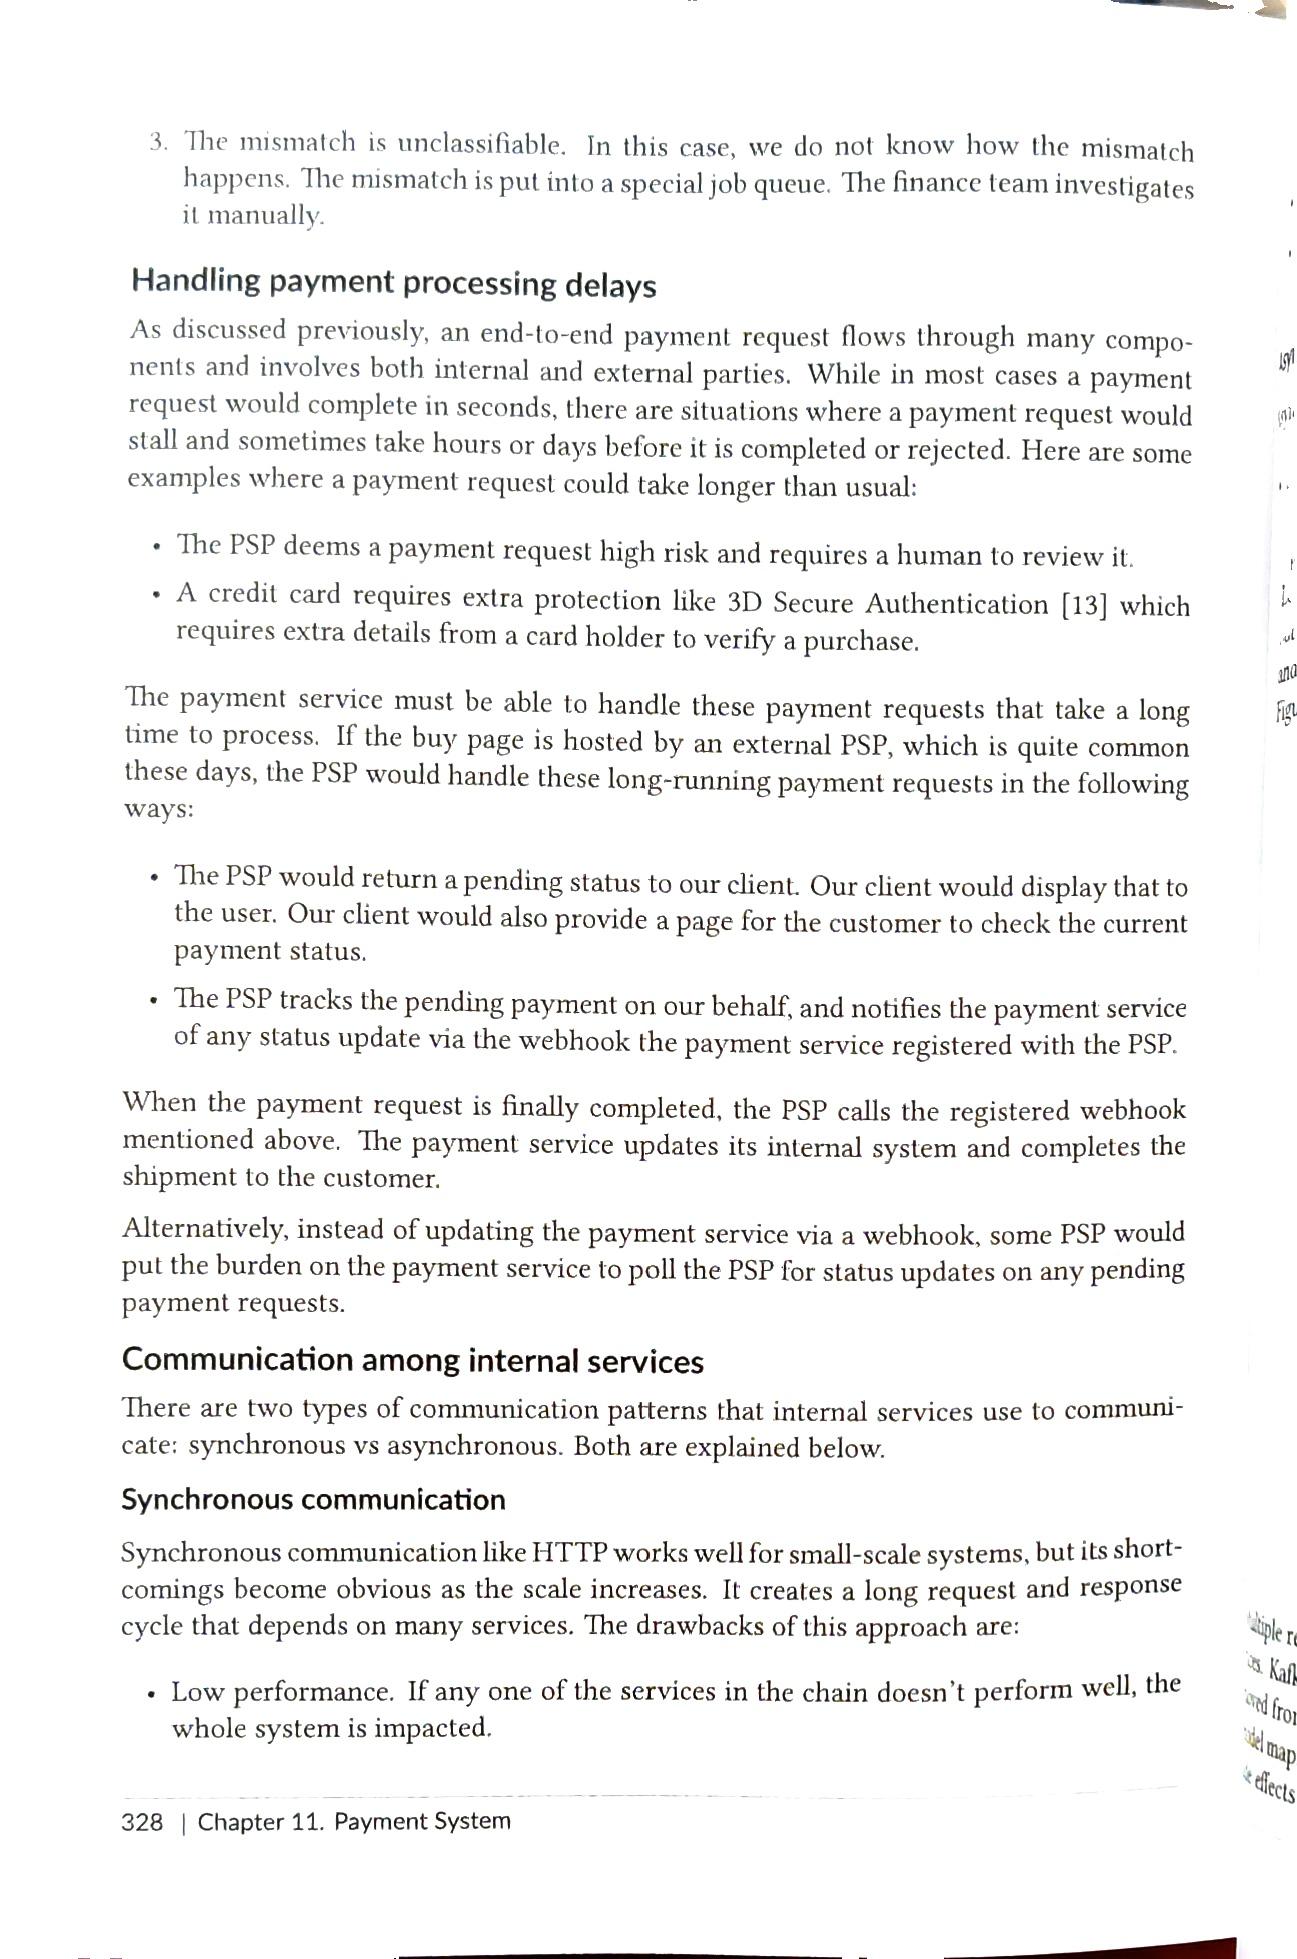 3. The mismatch is unclassifiable. In this case, we do not know how the mismatch
happens. The mismatch is put into a special job queue. The finance team investigates
it manually.
Handling payment processing delays
As discussed previously, an end-to-end payment request flows through many compo-
nents and involves both internal and external parties. While in most cases a payment
request would complete in seconds, there are situations where a payment request would
stall and sometimes take hours or days before it is completed or rejected. Here are some
examples where a payment request could take longer than usual:
• The PSP deems a payment request high risk and requires a human to review it.
• A credit card requires extra protection like 3D Secure Authentication [13] which
requires extra details from a card holder to verify a purchase.
The payment service must be able to handle these payment requests that take a long
time to process. If the buy page is hosted by an external PSP, which is quite common
these days, the PSP would handle these long-running payment requests in the following
ways:
• The PSP would return a pending status to our client. Our client would display that to
the user. Our client would also provide a page for the customer to check the current
payment status.
• The PSP tracks the pending payment on our behalf, and notifies the payment service
of any status update via the webhook the payment service registered with the PSP.
When the payment request is finally completed, the PSP calls the registered webhook
mentioned above. The payment service updates its internal system and completes the
shipment to the customer.
Alternatively, instead of updating the payment service via a webhook, some PSP would
put the burden on the payment service to poll the PSP for status updates on any pending
payment requests.
Communication among internal services
There are two types of communication patterns that internal services use to communi-
cate: synchronous vs asynchronous. Both are explained below.
Synchronous communication
Synchronous communication like HTTP works well for small-scale systems, but its short-
comings become obvious as the scale increases. It creates a long request and response
cycle that depends on many services. The drawbacks of this approach are:
• Low performance. If any one of the services in the chain doesn't perform well, the
whole system is impacted.
328 | Chapter 11. Payment System
map
effects